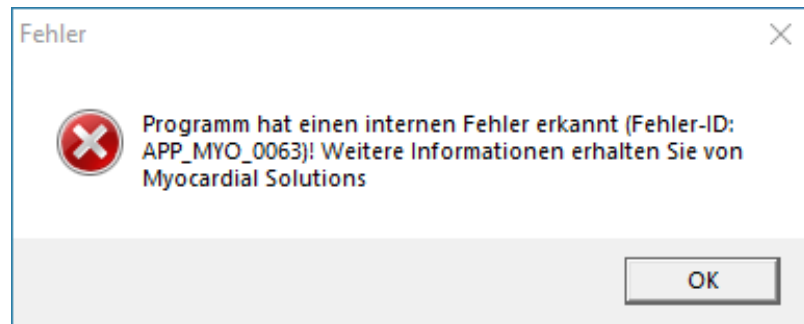 Fehler
Programm hat einen internen Fehler erkannt (Fehler-ID:
APP_MYO_0063)! Weitere Informationen erhalten Sie von
Myocardial Solutions
OK